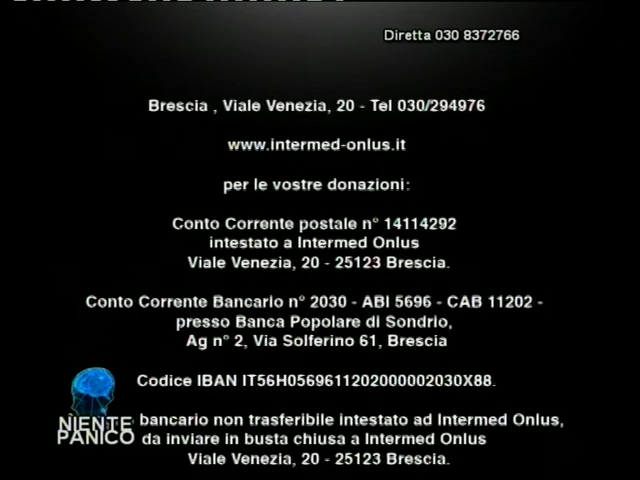 Diretta 030 8372766
Brescia , Viale Venezia, 20 - Tel 030/294976
www.intermed-onlus.it
per le vostre donazioni:
Conto Corrente postale n° 14114292
intestato a Intermed Onlus
Viale Venezia, 20 - 25123 Brescia.
Conto Corrente Bancario n° 2030 - ABI 5696 - CAB 11202 -
presso Banca Popolare di Sondrio,
Ag n° 2, Via Solferino 61, Brescia
Codice IBAN IT56H0569611202000002030X88.
bancario non trasferibile intestato ad Intermed Onlus,
da inviare in busta chiusa a Intermed Onlus
Viale Venezia, 20 - 25123 Brescia.
NIENTE
PANICO